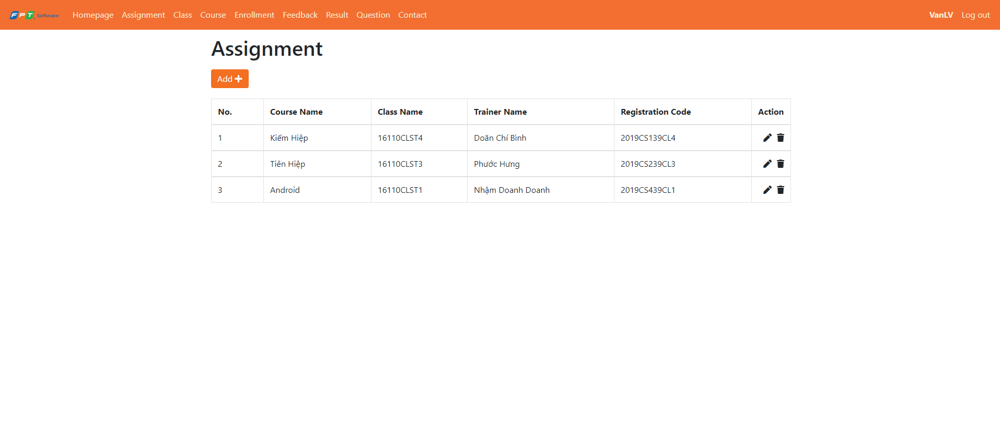 FPT Software Homepage Assignment Class Course Enrollment Feedback Result Question Contact VanLV Log out
Assignment
Add
No. Course Name Class Name Trainer Name Registration Code Action
1 Kiếm Hiệp 16110CLST4 Doãn Chí Bình 2019CS139CL4
2 Tiên Hiệp 16110CLST3 Phước Hưng 2019CS239CL3
3 Android 16110CLST1 Nhậm Doanh Doanh 2019CS439CL1